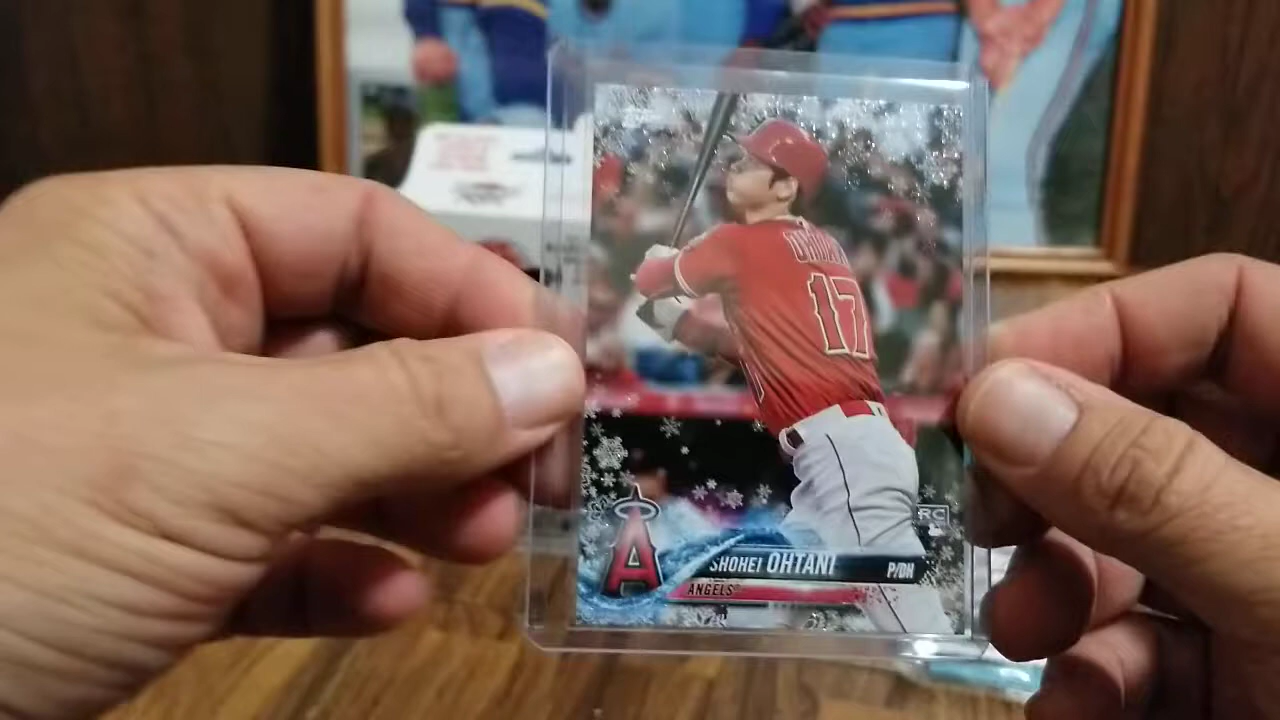 OHTANI
17
RC
SHOHEI OHTANI P/DH
ANGELS
A